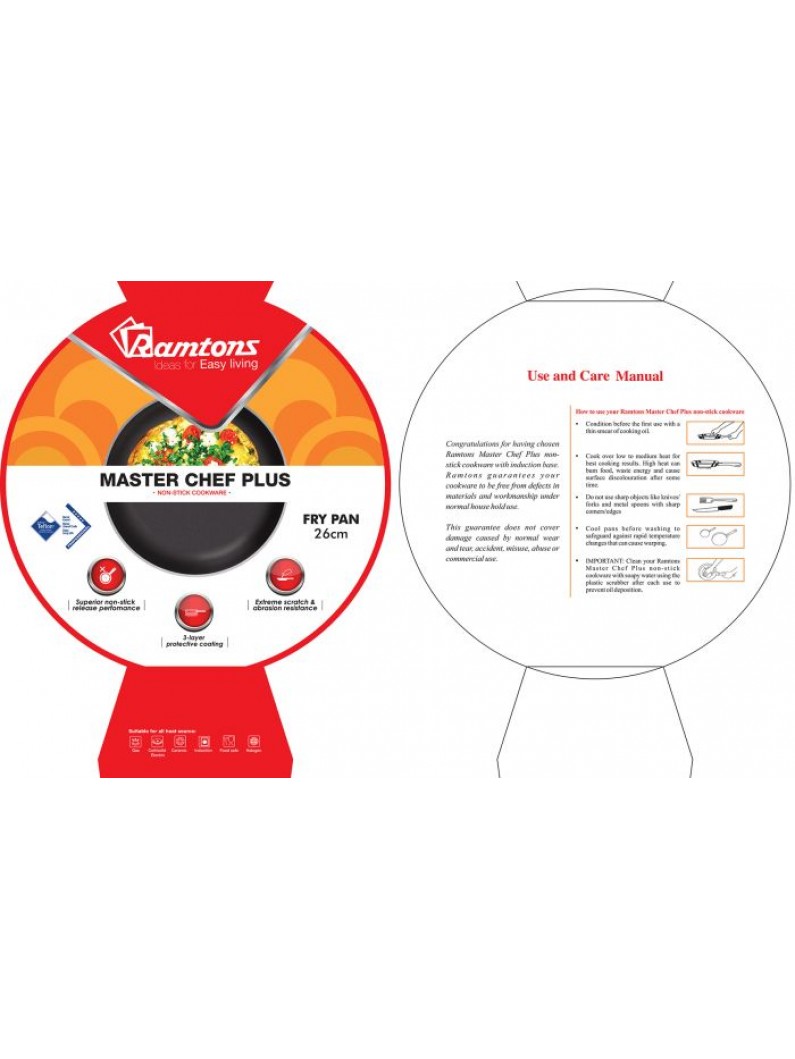 Ramtons
Ideas for Easy living
MASTER CHEF PLUS
- NON-STICK COOKWARE -
Teflon
FRY PAN
26cm
Superior non-stick
release perfomance
3-layer
protective coating
Extreme scratch &
abrasion resistance
Suitable for all heat source:
Gas
Ceramic
Induction
Food safe
Halogen
Electric
Use and Care Manual
Congratulations for having chosen
Ramtons Master Chef Plus non-
stick cookware with induction base.
Ramtons guarantees your
cookware to be free from defects in
materials and workmanship under
normal house hold use.
This guarantee does not cover
damage caused by normal wear
and tear, accident, misuse, abuse or
commercial use.
How to use your Ramtons Master Chef Plus non-stick cookware
• Condition before the first use with a
thin smear of cooking oil.
• Cook over low to medium heat for
best cooking results. High heat can
burn food, waste energy and cause
surface discolouration after some
time.
• Do not use sharp objects like knives/
forks and metal spoons with sharp
corners/edges
• Cool pans before washing to
safeguard against rapid temperature
changes that can cause warping.
• IMPORTANT: Clean your Ramtons
Master Chef Plus non-stick
cookware with soapy water using the
plastic scrubber after each use to
prevent oil deposition.